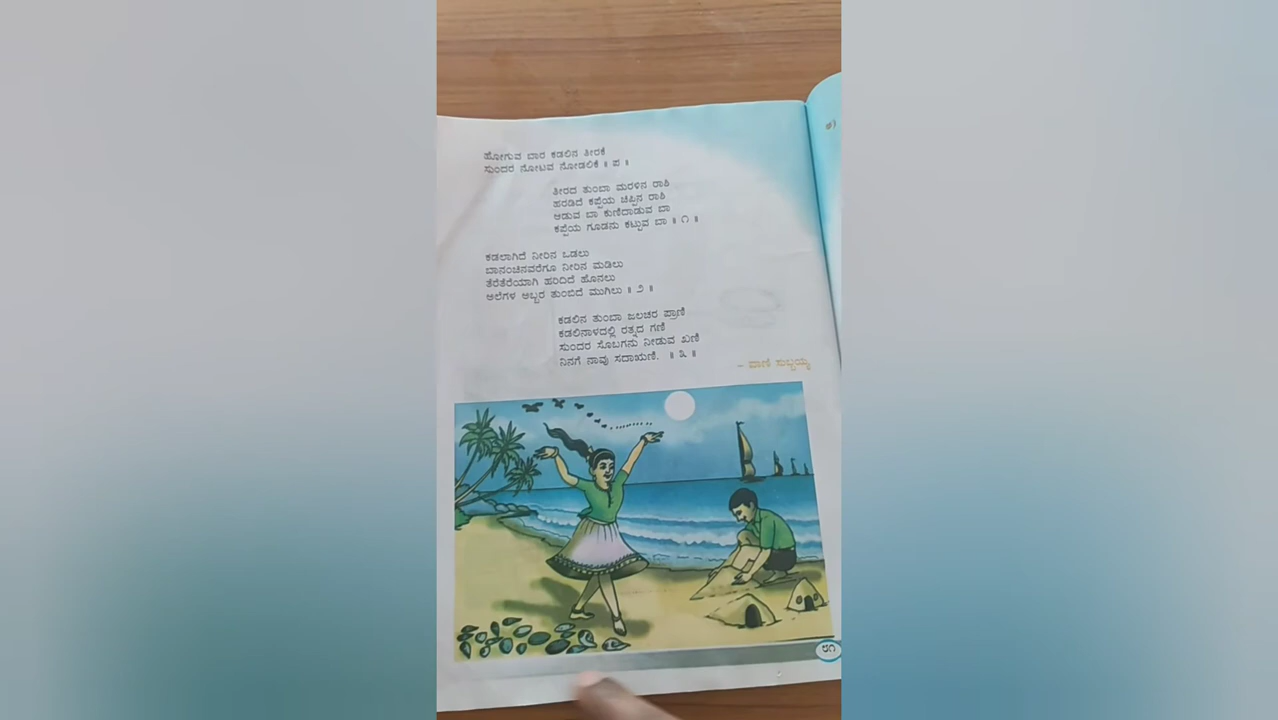 ಹೋಗುವ ಬಾರ ಕಡಲಿನ ತೀರಕೆ
ಸುಂದರ ನೋಟವ ನೋಡಲಿಕೆ ॥ ಪ ॥
ತೀರದ ತುಂಬಾ ಮರಳಿನ ರಾಶಿ
ಹರಡಿದೆ ಕಪ್ಪೆಯ ಚಿಪ್ಪಿನ ರಾಶಿ
ಆಡುವ ಬಾ ಕುಣಿದಾಡುವ ಬಾ
ಕಪ್ಪೆಯ ಗೂಡನು ಕಟ್ಟುವ ಬಾ ॥ ೧ ॥
ಕಡಲಾಗಿದೆ ನೀರಿನ ಒಡಲು
ಬಾನಂಚಿನವರೆಗೂ ನೀರಿನ ಮಡಿಲು
ತೆರೆತೆರೆಯಾಗಿ ಹರಿದಿದೆ ಹೊನಲು
ಅಲೆಗಳ ಅಬ್ಬರ ತುಂಬಿದೆ ಮುಗಿಲು ॥ ೨ ॥
ಕಡಲಿನ ತುಂಬಾ ಜಲಚರ ಪ್ರಾಣಿ
ಕಡಲಿನಾಳದಲ್ಲಿ ರತ್ನದ ಗಣಿ
ಸುಂದರ ಸೊಬಗನು ನೀಡುವ ಖಣಿ
ನಿನಗೆ ನಾವು ಸದಾಋಣಿ. ॥ ೩ ॥
– ವಾಣಿ ಸುಬ್ಬಯ್ಯ
೮೧